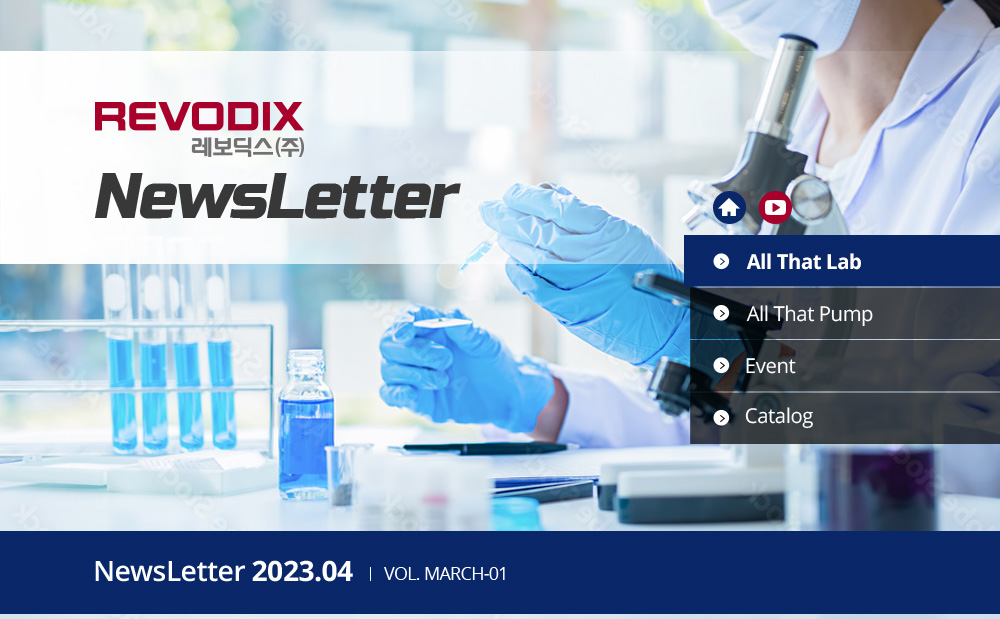 REVODIX
레보딕스(주)
NewsLetter
All That Lab
All That Pump
Event
Catalog
NewsLetter 2023.04 | VOL. MARCH-01